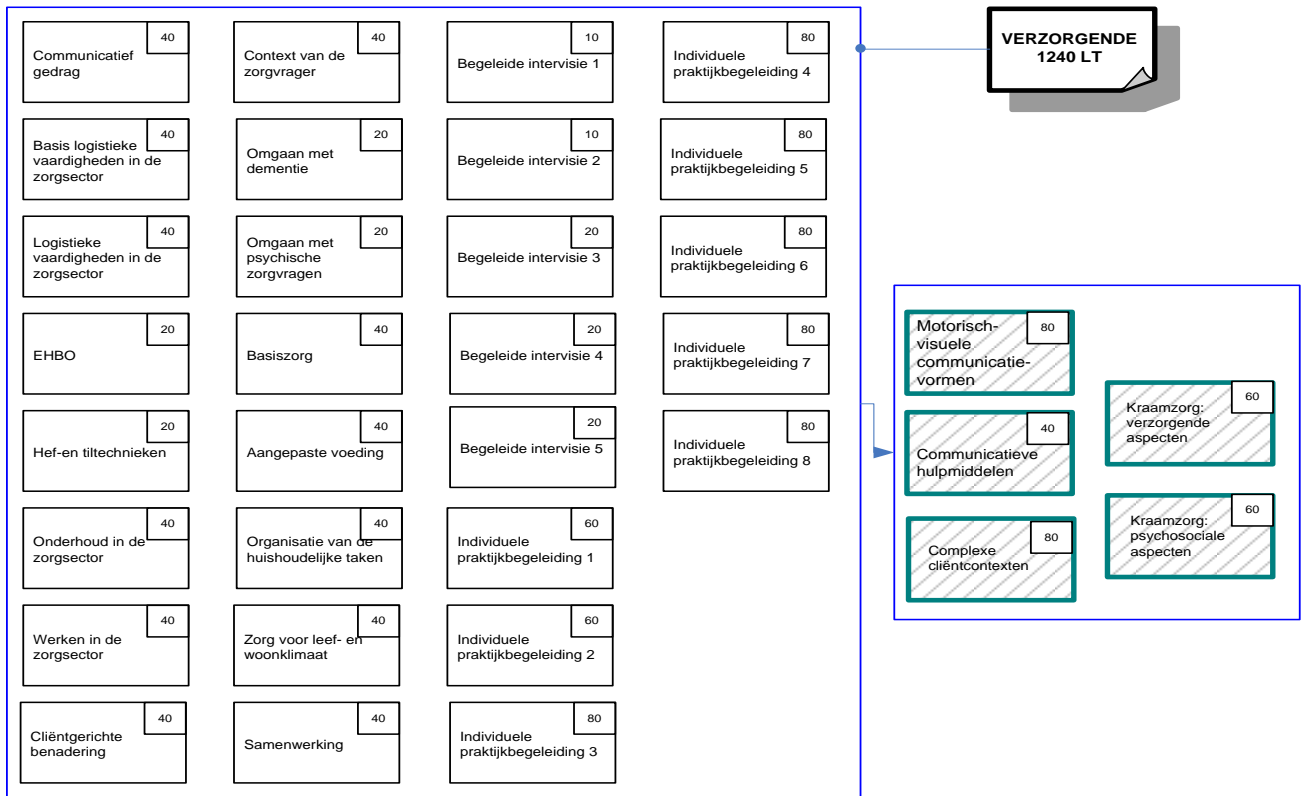 40
Communicatief
gedrag
40
Basis logistieke
vaardigheden in de
zorgsector
40
Logistieke
vaardigheden in de
zorgsector
20
EHBO
20
Hef-en tiltechnieken
40
Onderhoud in de
zorgsector
40
Werken in de
zorgsector
40
Cliëntgerichte
benadering
40
Context van de
zorgvrager
20
Omgaan met
dementie
20
Omgaan met
psychische
zorgvragen
40
Basiszorg
40
Aangepaste voeding
40
Organisatie van de
huishoudelijke taken
40
Zorg voor leef- en
woonklimaat
40
Samenwerking
10
Begeleide intervisie 1
10
Begeleide intervisie 2
20
Begeleide intervisie 3
20
Begeleide intervisie 4
20
Begeleide intervisie 5
60
Individuele
praktijkbegeleiding 1
60
Individuele
praktijkbegeleiding 2
80
Individuele
praktijkbegeleiding 3
80
Individuele
praktijkbegeleiding 4
80
Individuele
praktijkbegeleiding 5
80
Individuele
praktijkbegeleiding 6
80
Individuele
praktijkbegeleiding 7
80
Individuele
praktijkbegeleiding 8
VERZORGENDE
1240 LT
80
Motorisch-
visuele
communicatie-
vormen
40
Communicatieve
hulpmiddelen
80
Complexe
cliëntcontexten
60
Kraamzorg:
verzorgende
aspecten
60
Kraamzorg:
psychosociale
aspecten